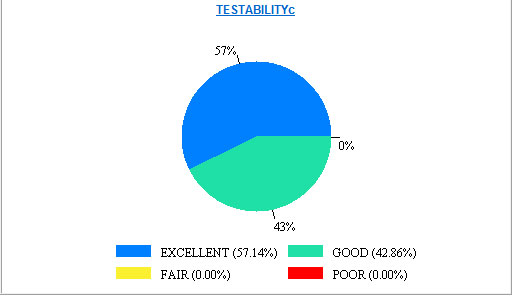 TESTABILITYc
57%
0%
43%
EXCELLENT (57.14%) GOOD (42.86%)
FAIR (0.00%) POOR (0.00%)